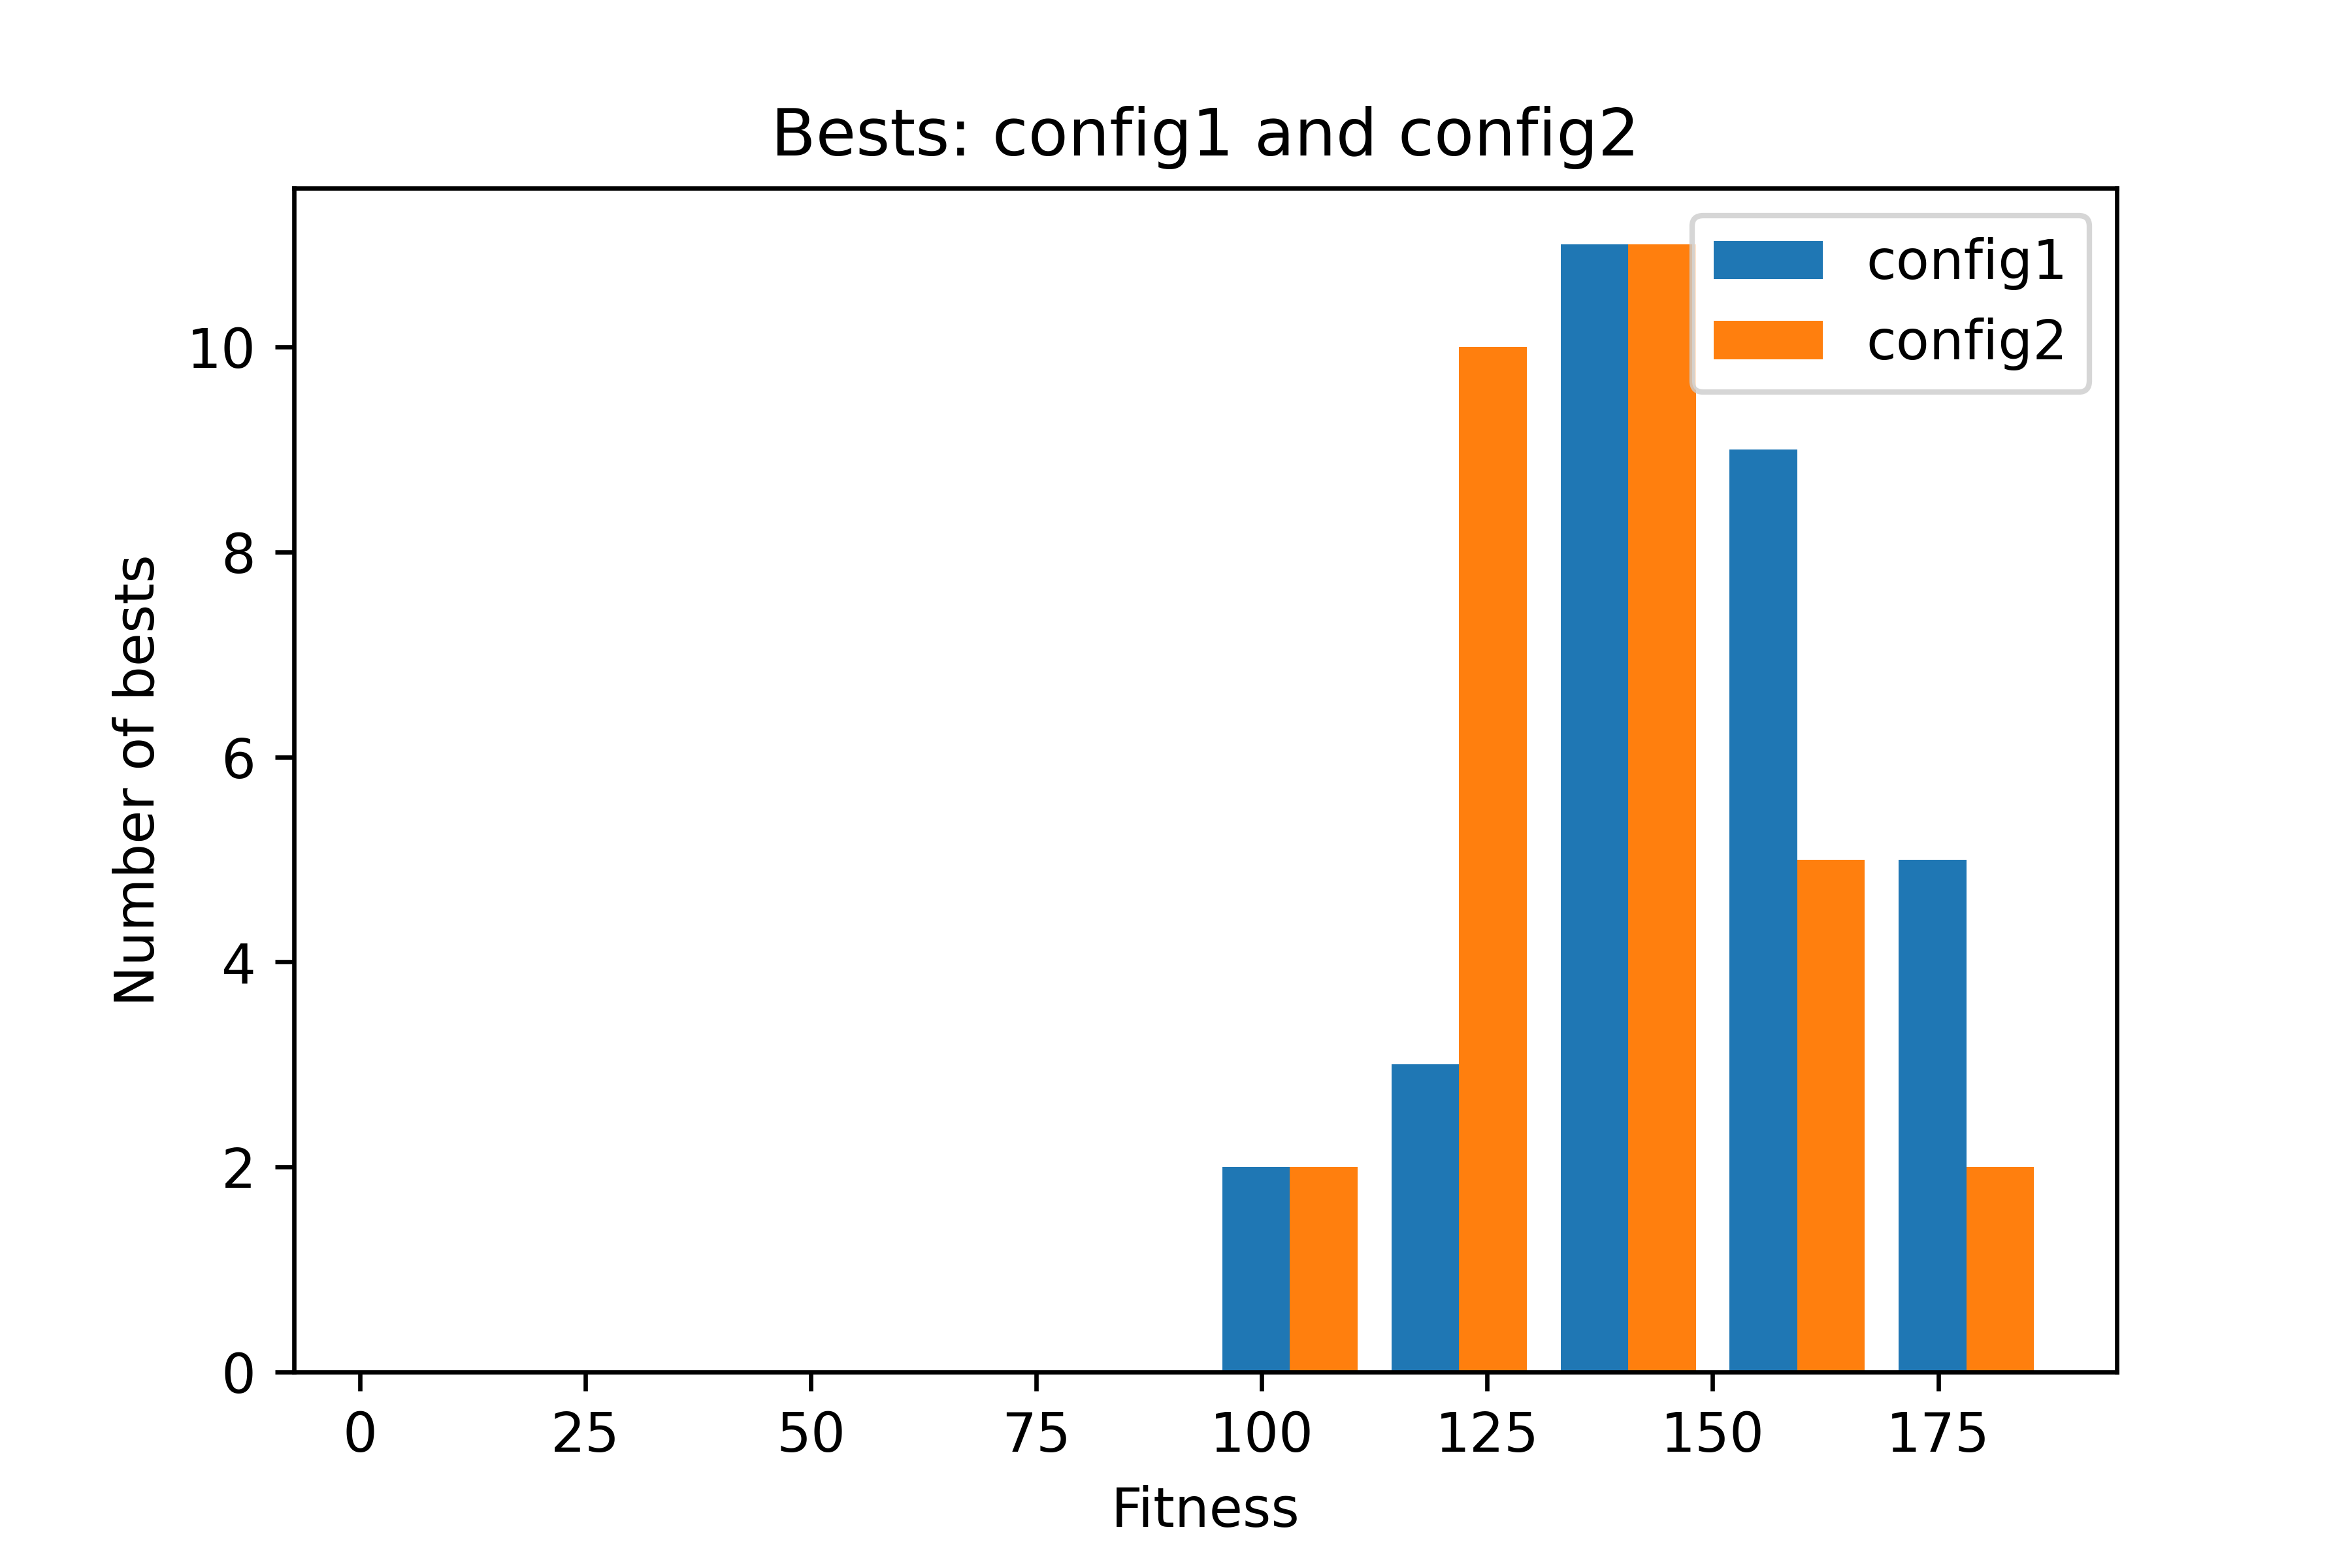 Bests: config1 and config2
config1
config2
Number of bests
10
8
6
4
2
0
0 25 50 75 100 125 150 175
Fitness